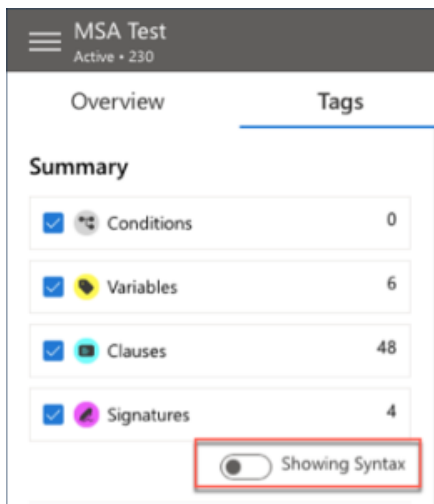 MSA Test
Active • 230
Overview Tags
Summary
Conditions 0
Variables 6
Clauses 48
Signatures 4
Showing Syntax